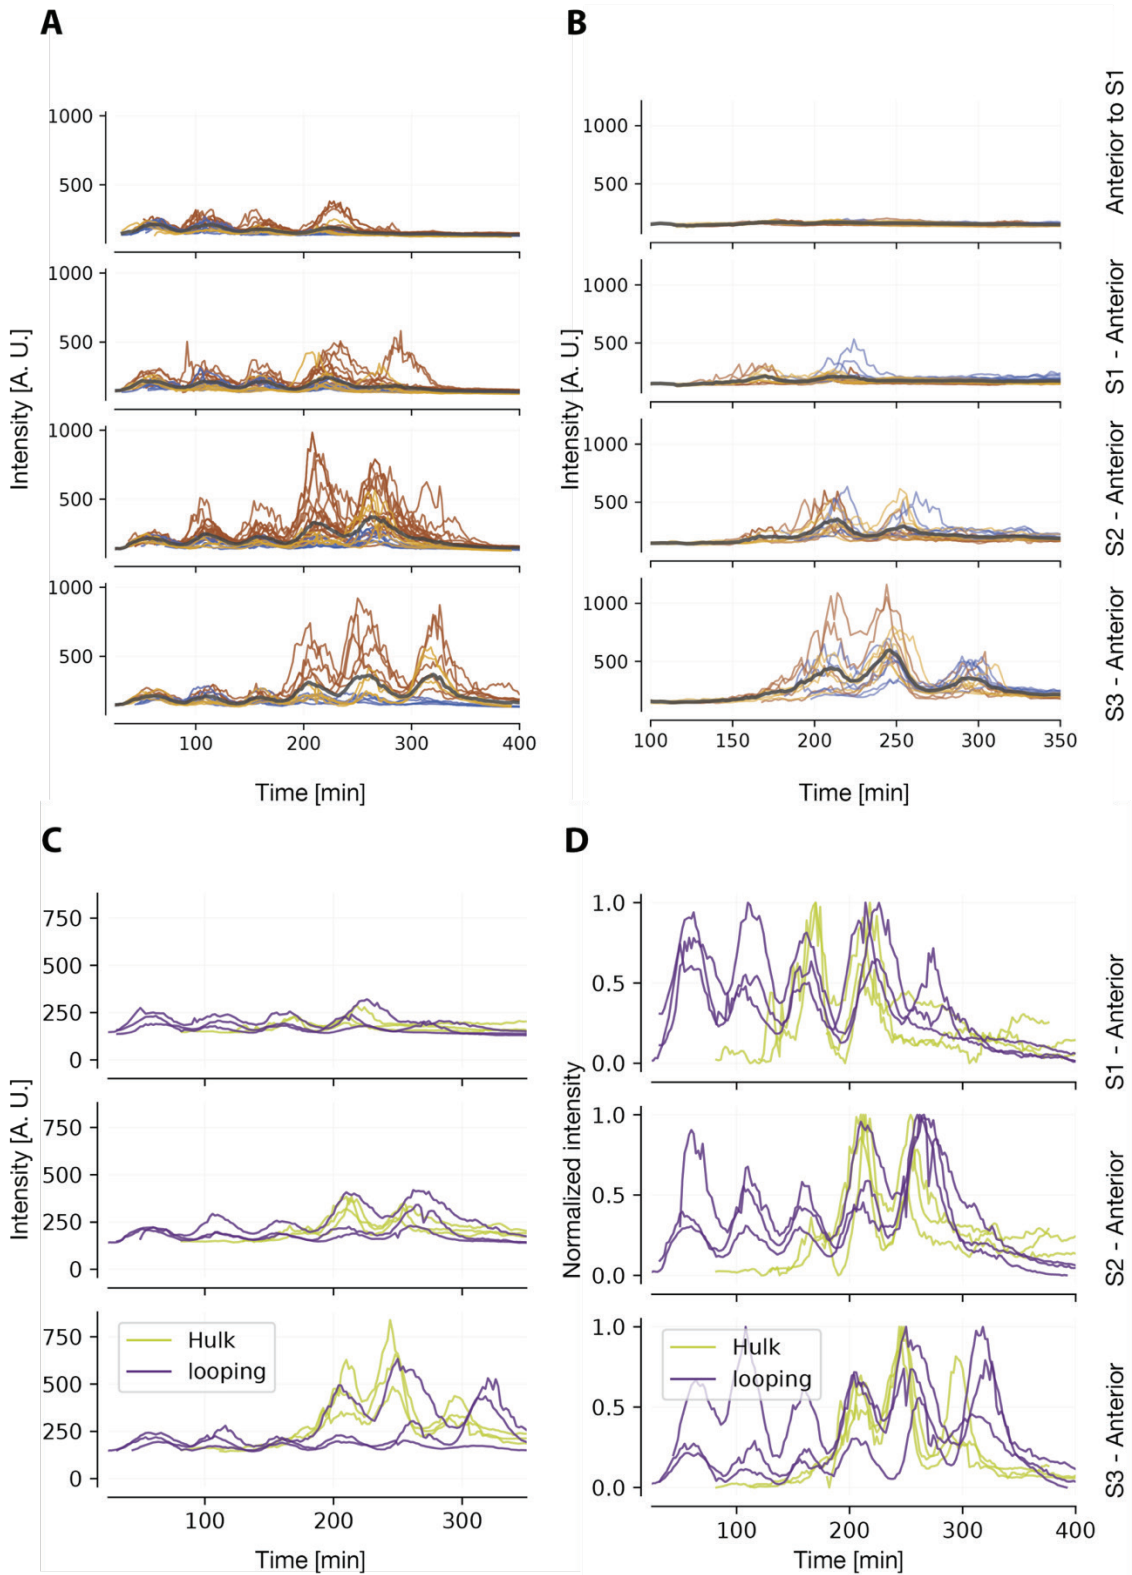 A
B
1000
500
1000
500
Anterior to S1
1000
500
1000
500
S1 - Anterior
Intensity [A. U.]
Intensity [A. U.]
1000
500
1000
500
S2 - Anterior
1000
500
1000
500
S3 - Anterior
100 200 300 400
100 150 200 250 300 350
Time [min]
Time [min]
C
D
750
500
250
0
1.0
0.5
0.0
S1 - Anterior
Intensity [A. U.]
Normalized intensity
750
500
250
0
1.0
0.5
0.0
S2 - Anterior
750
500
250
0
Hulk
looping
1.0
0.5
0.0
Hulk
looping
S3 - Anterior
100 200 300
100 200 300 400
Time [min]
Time [min]